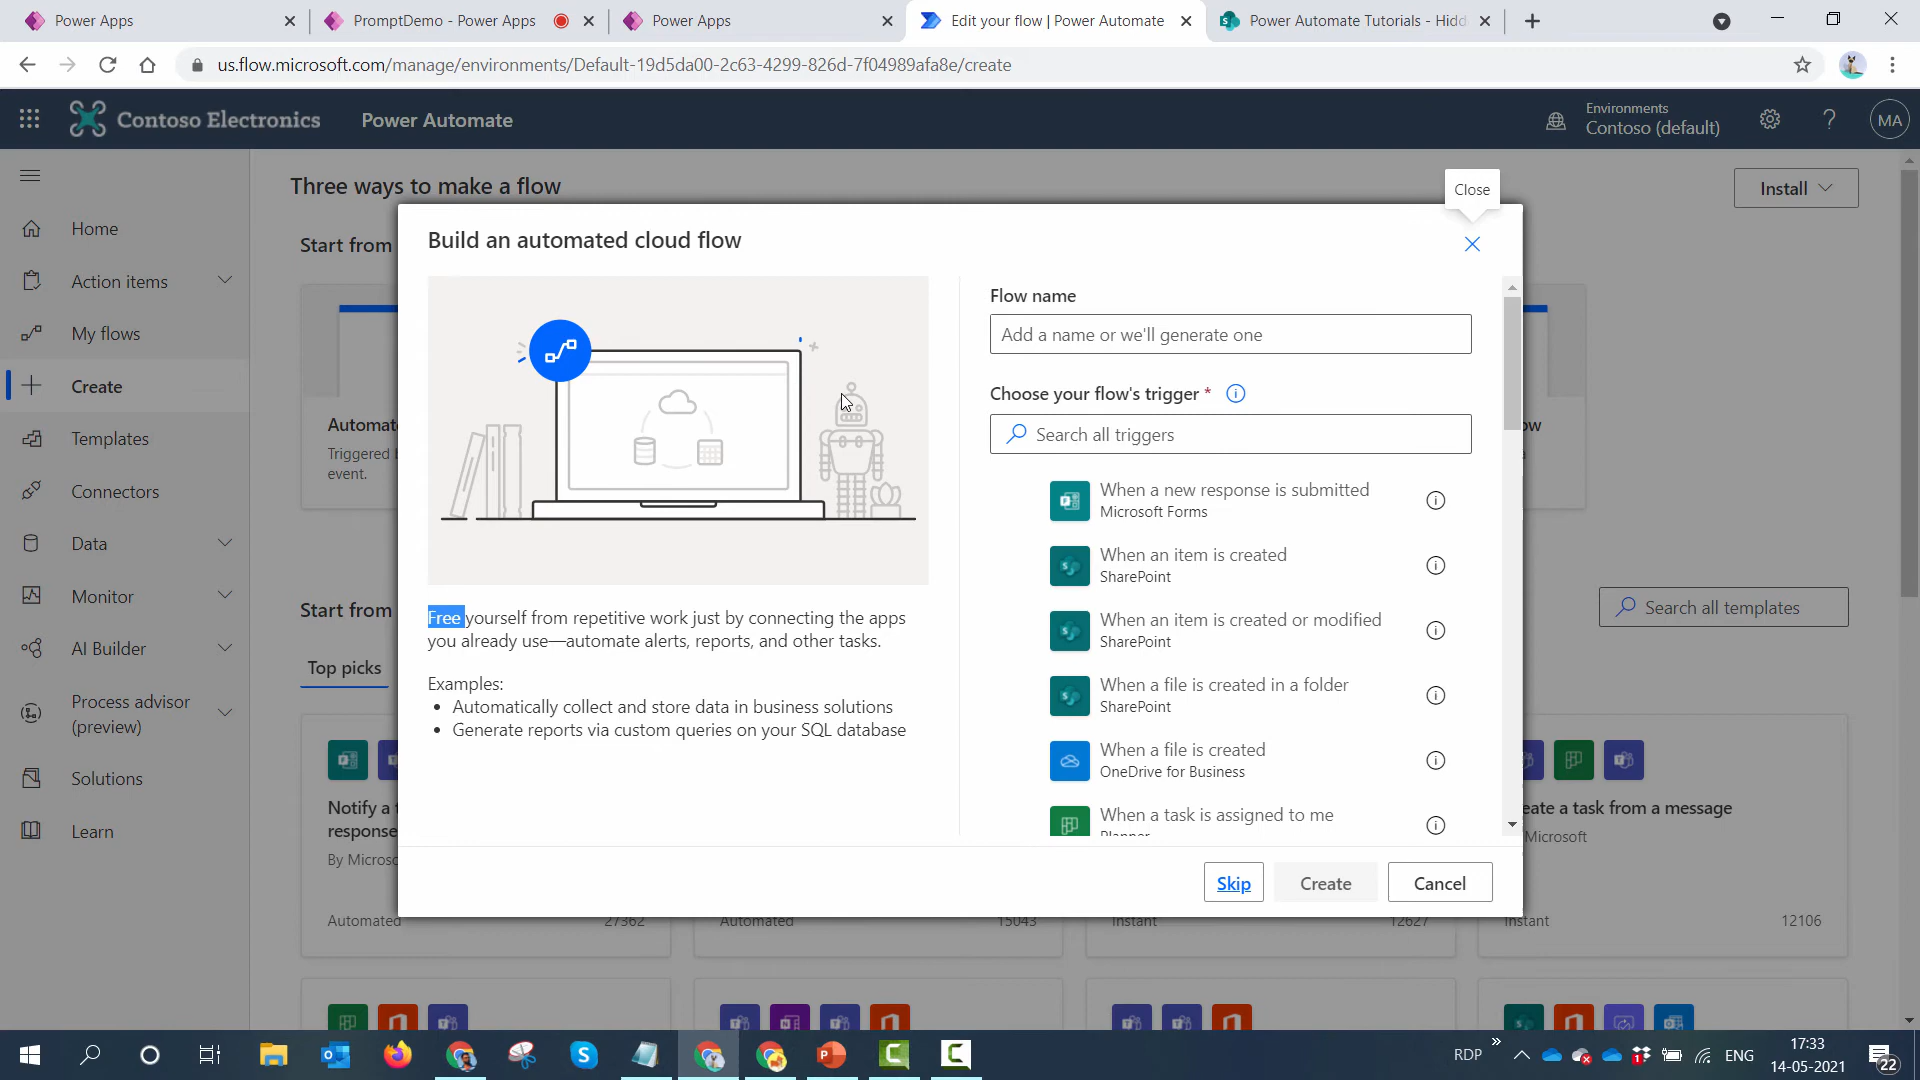 Power Apps
PromptDemo - Power Apps
Power Apps
Edit your flow | Power Automate
Power Automate Tutorials - Hidd
us.flow.microsoft.com/manage/environments/Default-19d5da00-2c63-4299-826d-7f04989afa8e/create
Contoso Electronics
Power Automate
Environments
Contoso (default)
MA
Three ways to make a flow
Install
Close
Home
Action items
My flows
Create
Templates
Connectors
Data
Monitor
AI Builder
Process advisor
(preview)
Solutions
Learn
Start from
Automate
Triggered b
event.
ow
Start from
Search all templates
Top picks
Build an automated cloud flow
Free yourself from repetitive work just by connecting the apps
you already use—automate alerts, reports, and other tasks.
Examples:
• Automatically collect and store data in business solutions
• Generate reports via custom queries on your SQL database
Flow name
Add a name or we'll generate one
Choose your flow's trigger *
Search all triggers
When a new response is submitted
Microsoft Forms
When an item is created
SharePoint
When an item is created or modified
SharePoint
When a file is created in a folder
SharePoint
When a file is created
OneDrive for Business
When a task is assigned to me
Planner
Skip
Create
Cancel
Notify a
response
By Microso
Automated
27362
Automated
15043
Instant
12627
eate a task from a message
Microsoft
Instant
12106
RDP
ENG
17:33
14-05-2021
22